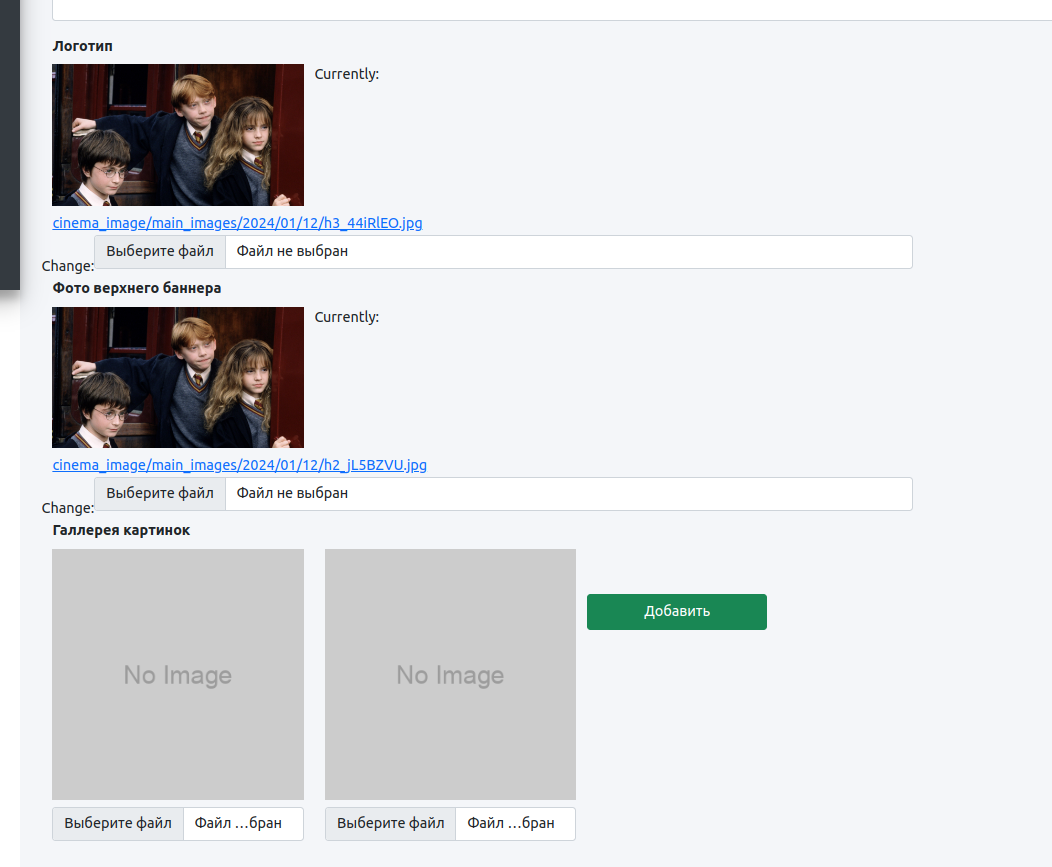 Логотип
Currently:
cinema_image/main_images/2024/01/12/h3_44iRlEO.jpg
Выберите файл Файл не выбран
Change:
Фото верхнего баннера
Currently:
cinema_image/main_images/2024/01/12/h2_jL5BZVU.jpg
Выберите файл Файл не выбран
Change:
Галлерея картинок
Добавить
No Image No Image
Выберите файл Файл …бран Выберите файл Файл …бран